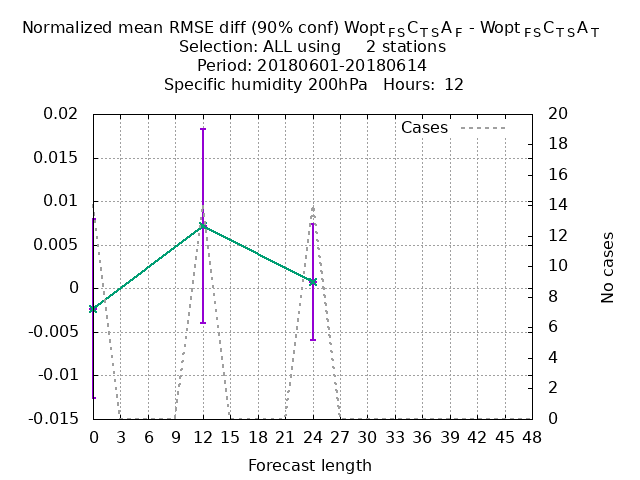 Normalized mean RMSE diff (90% conf) Wopt FS C T S A F - Wopt FS C T S A T
Selection: ALL using 2 stations
Period: 20180601-20180614
Specific humidity 200hPa Hours: 12
Cases
0.02
0.015
0.01
0.005
0
-0.005
-0.01
-0.015
20
18
16
14
12
10
8
6
4
2
0
No cases
0 3 6 9 12 15 18 21 24 27 30 33 36 39 42 45 48
Forecast length